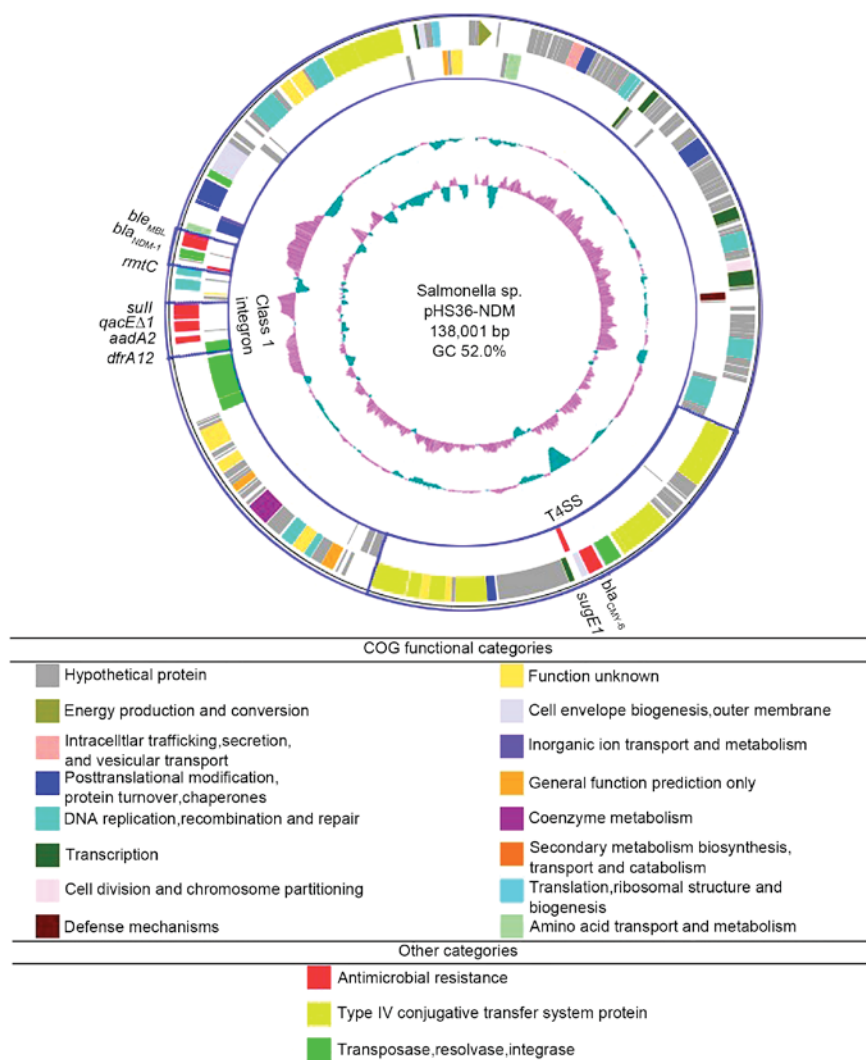 ble MBL
bla NDM-1
rmtC
sulI
qacEΔ1
aadA2
dfrA12
Class 1
integron
Salmonella sp.
pHS36-NDM
138,001 bp
GC 52.0%
T4SS
bla CMY-6
sugE1
COG functional categories
Hypothetical protein
Function unknown
Energy production and conversion
Cell envelope biogenesis,outer membrane
Intracelltlar trafficking,secretion,
and vesicular transport
Inorganic ion transport and metabolism
Posttranslational modification,
protein turnover,chaperones
General function prediction only
DNA replication,recombination and repair
Coenzyme metabolism
Transcription
Secondary metabolism biosynthesis,
transport and catabolism
Cell division and chromosome partitioning
Translation,ribosomal structure and
biogenesis
Defense mechanisms
Amino acid transport and metabolism
Other categories
Antimicrobial resistance
Type IV conjugative transfer system protein
Transposase,resolvase,integrase